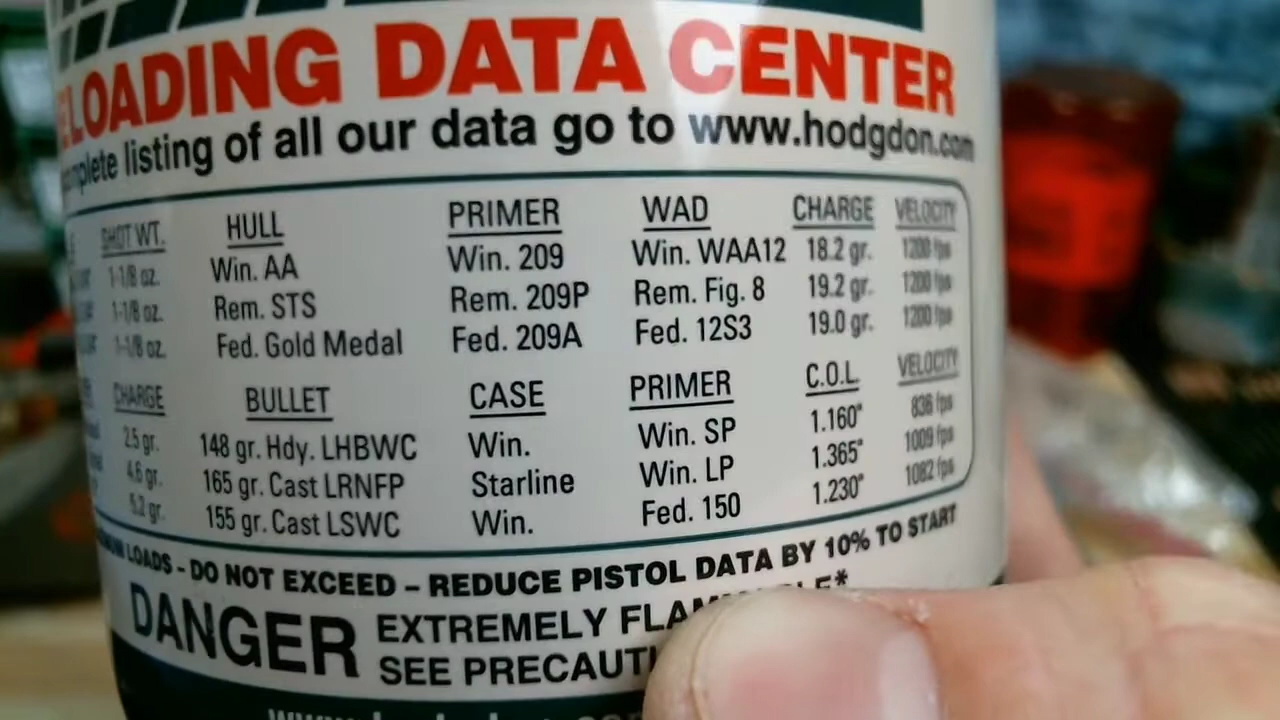 LOADING DATA CENTER
complete listing of all our data go to www.hodgdon.com
SHOT WT. HULL PRIMER WAD CHARGE VELOCITY
1-1/8 oz. Win. AA Win. 209 Win. WAA12 18.2 gr. 1200 fps
1-1/8 oz. Rem. STS Rem. 209P Rem. Fig. 8 19.2 gr. 1200 fps
1-1/8 oz. Fed. Gold Medal Fed. 209A Fed. 12S3 19.0 gr. 1200 fps
CHARGE BULLET CASE PRIMER C.O.L. VELOCITY
2.5 gr. 148 gr. Hdy. LHBWC Win. Win. SP 1.160" 836 fps
4.6 gr. 165 gr. Cast LRNFP Starline Win. LP 1.365" 1009 fps
5.2 gr. 155 gr. Cast LSWC Win. Fed. 150 1.230" 1082 fps
LOADS - DO NOT EXCEED - REDUCE PISTOL DATA BY 10% TO START
DANGER EXTREMELY
SEE